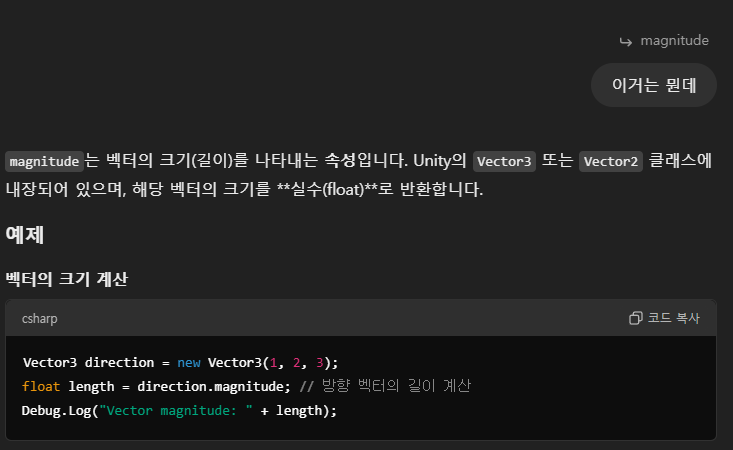 magnitude
이거는 뭔데
magnitude는 벡터의 크기(길이)를 나타내는 속성입니다. Unity의 Vector3 또는 Vector2 클래스에
내장되어 있으며, 해당 벡터의 크기를 **실수(float)**로 반환합니다.
예제
벡터의 크기 계산
csharp 코드 복사
Vector3 direction = new Vector3(1, 2, 3);
float length = direction.magnitude; // 방향 벡터의 길이 계산
Debug.Log("Vector magnitude: " + length);